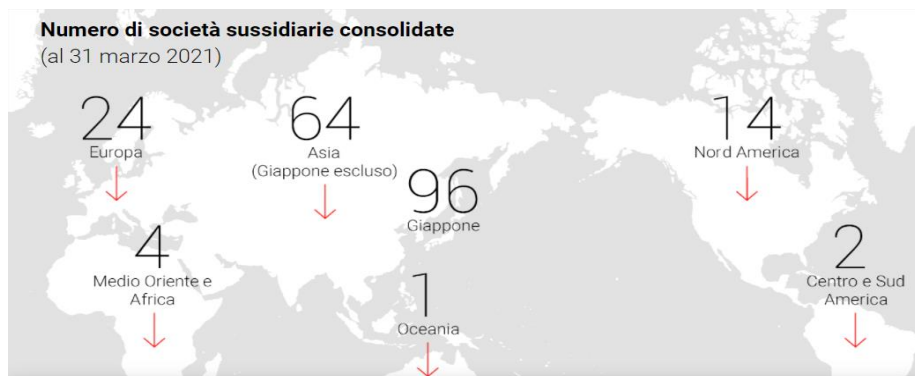 Numero di società sussidiarie consolidate
(al 31 marzo 2021)
24
Europa
64
Asia
(Giappone escluso)
96
Giappone
14
Nord America
4
Medio Oriente e
Africa
1
Oceania
2
Centro e Sud
America